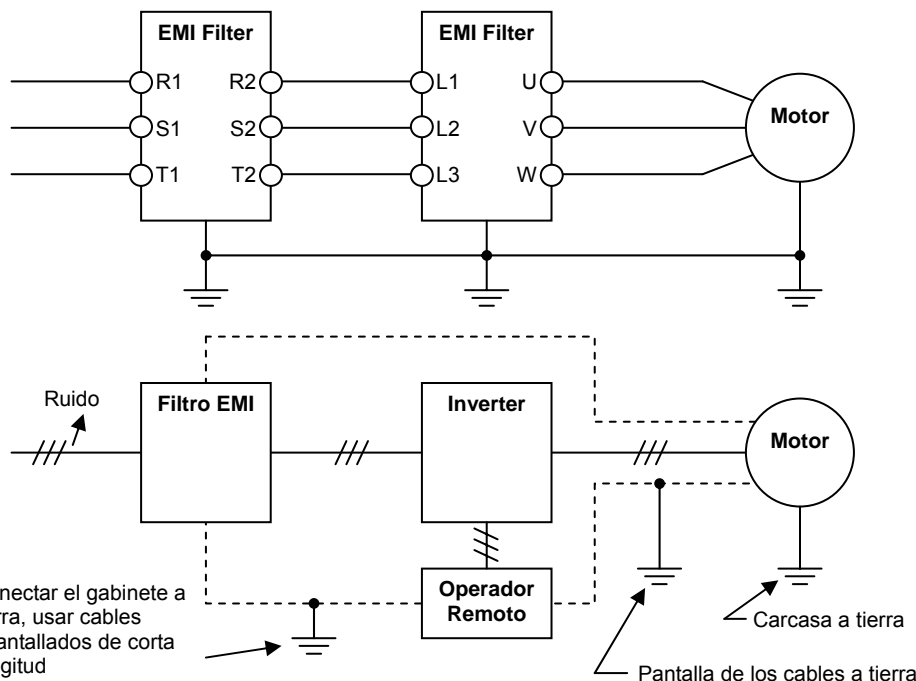 EMI Filter
EMI Filter
R1 R2 L1 U
S1 S2 L2 V
T1 T2 L3 W
Motor
Ruido
Filtro EMI
Inverter
Motor
Operador
Remoto
nectar el gabinete a
rra, usar cables
antallados de corta
gitud
Carcasa a tierra
Pantalla de los cables a tierra